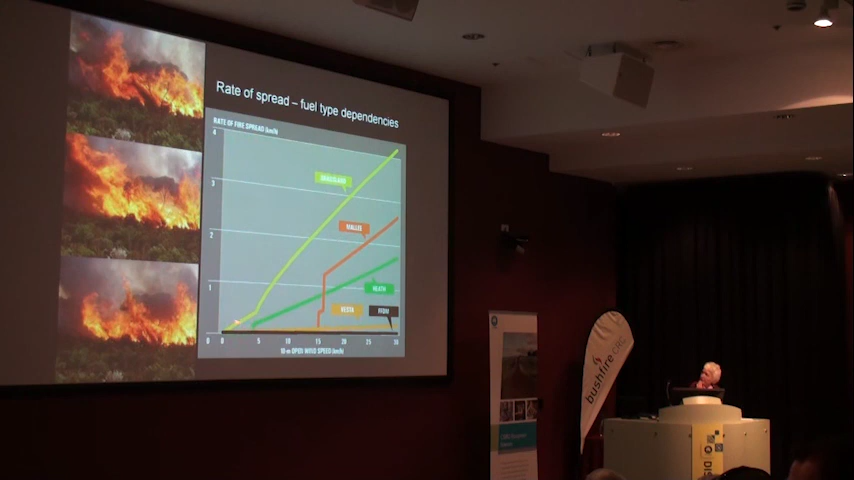 Rate of spread – fuel type dependencies
RATE OF FIRE SPREAD (km/h)
4
3
2
1
0
GRASSLAND
MALLEE
HEATH
VESTA
0 5 10 15 20 25 30
10-m OPEN WIND SPEED (km/h)
bushfire CRC